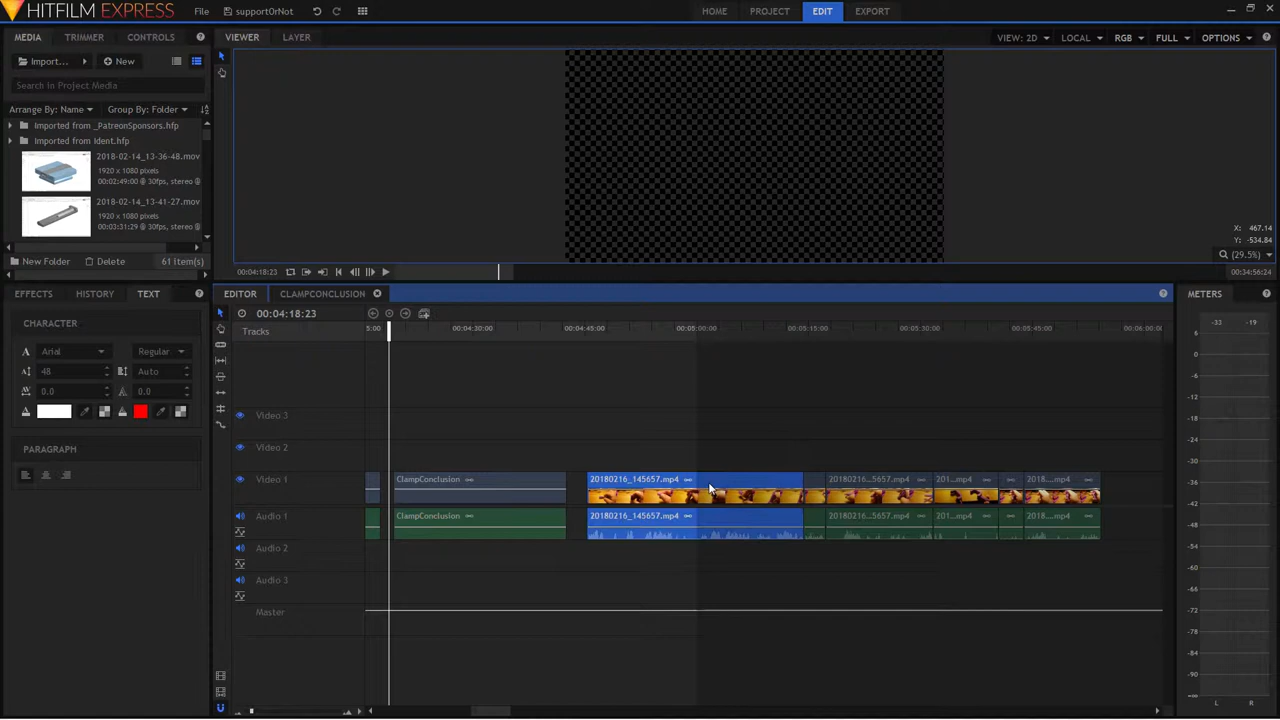 HITFILM EXPRESS
File
supportOrNot
HOME
PROJECT
EDIT
EXPORT
MEDIA
TRIMMER
CONTROLS
VIEWER
LAYER
VIEW: 2D
LOCAL
RGB
FULL
OPTIONS
Import...
New
Search in Project Media
Arrange By: Name
Group By: Folder
Imported from _PatreonSponsors.hfp
Imported from Ident.hfp
2018-02-14_13-36-48.mov
1920 x 1080 pixels
00:02:49:00 @ 30fps, stereo @
2018-02-14_13-41-27.mov
1920 x 1080 pixels
00:03:31:29 @ 30fps, stereo @
X: 467.14
Y: -534.84
New Folder
Delete
61 item(s)
(29.5%)
00:04:18:23
00:34:56:24
EFFECTS
HISTORY
TEXT
EDITOR
CLAMPCONCLUSION
METERS
CHARACTER
00:04:18:23
Tracks
5:00
00:04:30:00
00:04:45:00
00:05:00:00
00:05:15:00
00:05:30:00
00:05:45:00
00:06:00:00
-33
-19
Arial
Regular
48
Auto
0.0
0.0
PARAGRAPH
Video 3
Video 2
Video 1
ClampConclusion
20180216_145657.mp4
20180216...5657.mp4
201...mp4
2018....mp4
Audio 1
ClampConclusion
20180216_145657.mp4
20180216...5657.mp4
201...mp4
2018....mp4
Audio 2
Audio 3
Master
6
0
-6
-12
-18
-24
-30
-36
-42
-48
-54
-60
-66
-72
-78
-84
-90
-∞
L
R